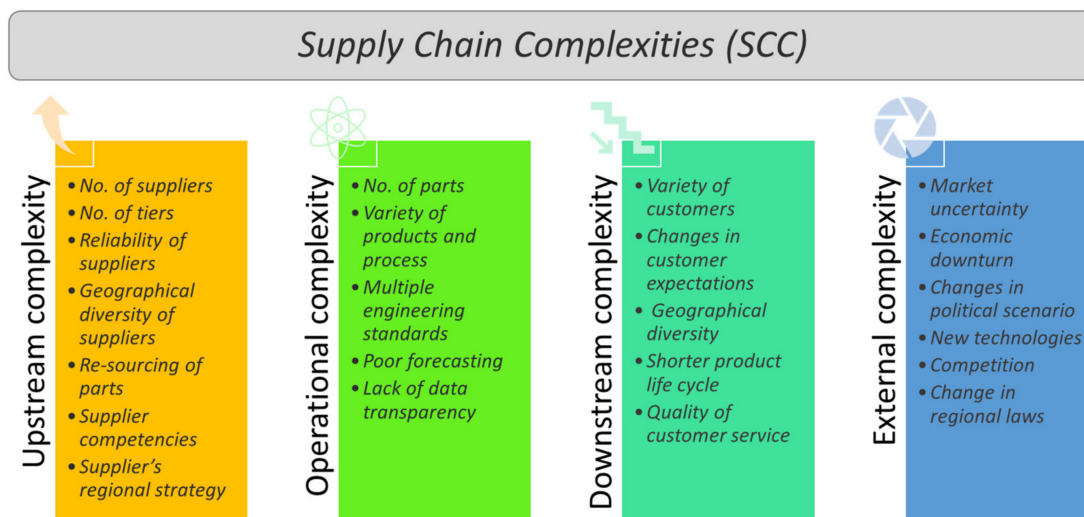 Supply Chain Complexities (SCC)
Upstream complexity
• No. of suppliers
• No. of tiers
• Reliability of
suppliers
• Geographical
diversity of
suppliers
• Re-sourcing of
parts
• Supplier
competencies
• Supplier’s
regional strategy
Operational complexity
• No. of parts
• Variety of
products and
process
• Multiple
engineering
standards
• Poor forecasting
• Lack of data
transparency
Downstream complexity
• Variety of
customers
• Changes in
customer
expectations
• Geographical
diversity
• Shorter product
life cycle
• Quality of
customer service
External complexity
• Market
uncertainty
• Economic
downturn
• Changes in
political scenario
• New technologies
• Competition
• Change in
regional laws